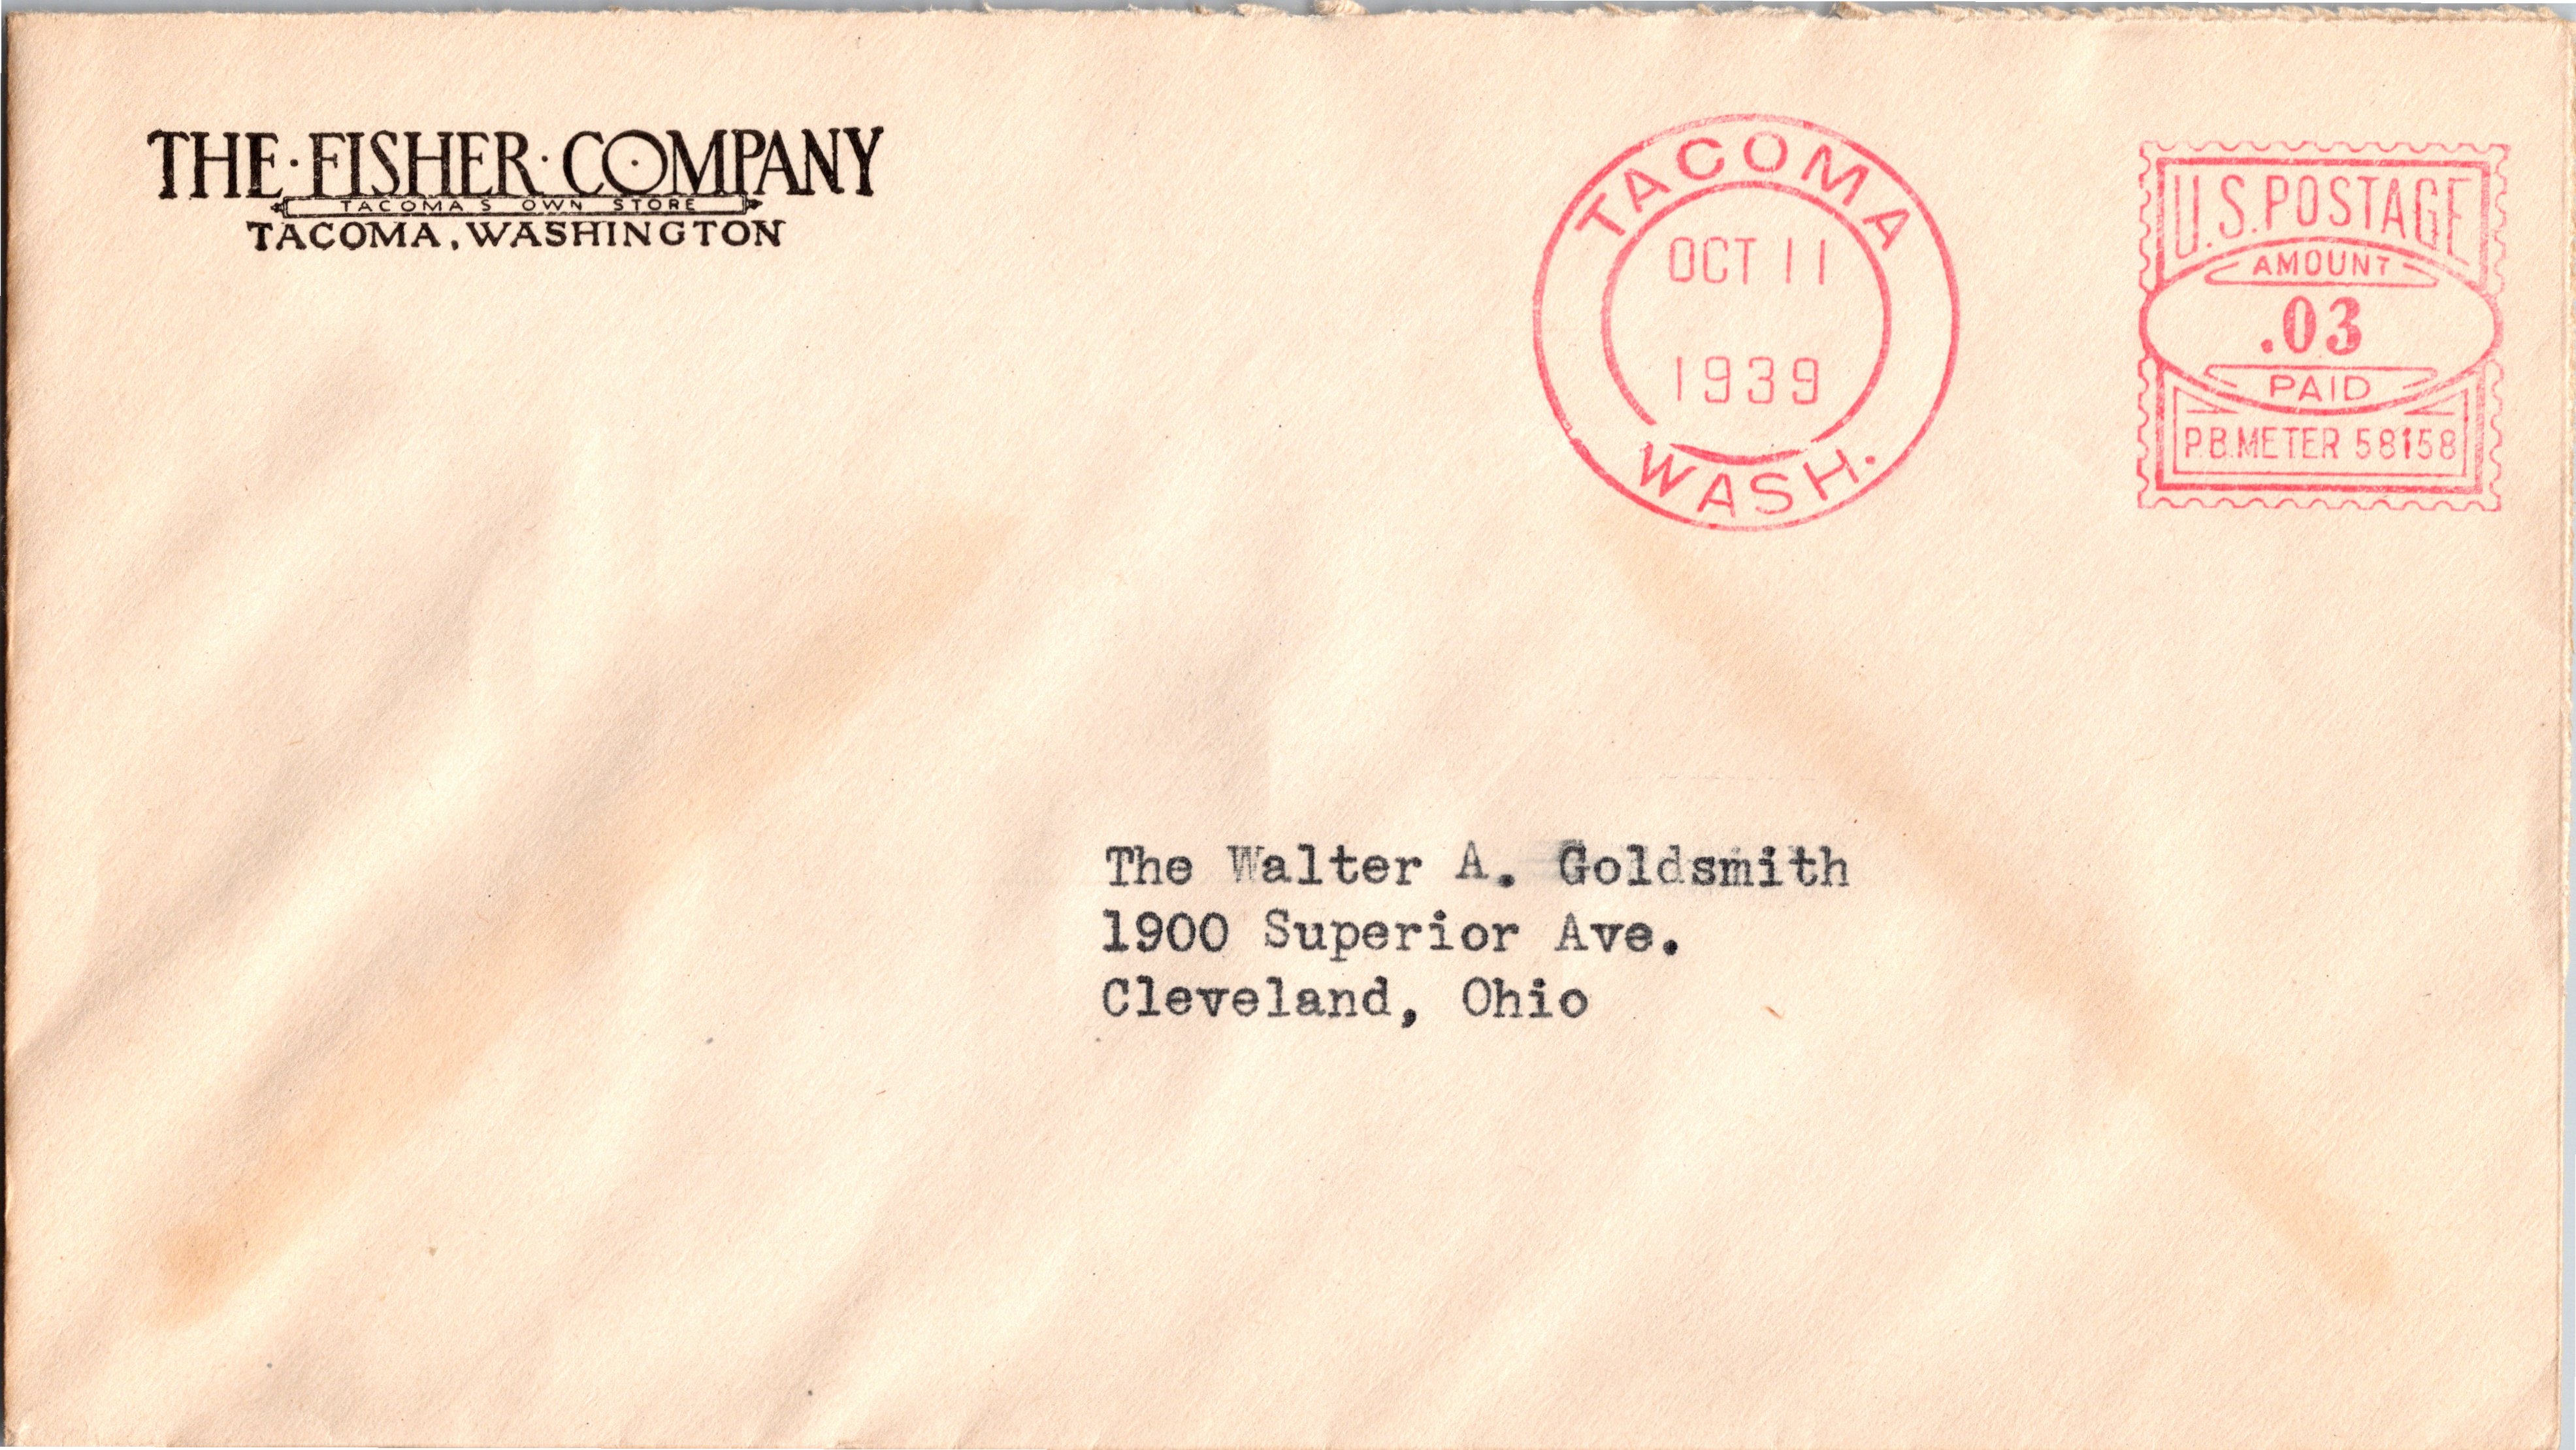 THE·FISHER·COMPANY
TACOMA'S OWN STORE
TACOMA, WASHINGTON
TACOMA
OCT 11
1939
WASH.
U.S. POSTAGE
AMOUNT
.03
PAID
P.B. METER 58158
The Walter A. Goldsmith
1900 Superior Ave.
Cleveland, Ohio